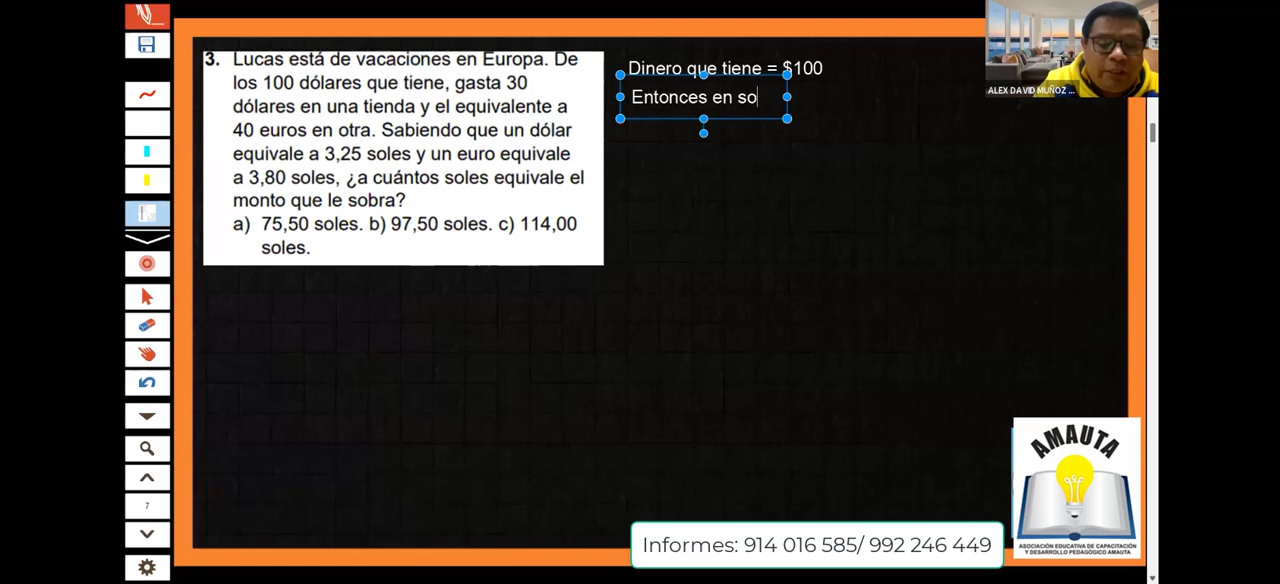 3. Lucas está de vacaciones en Europa. De
los 100 dólares que tiene, gasta 30
dólares en una tienda y el equivalente a
40 euros en otra. Sabiendo que un dólar
equivale a 3,25 soles y un euro equivale
a 3,80 soles, ¿a cuántos soles equivale el
monto que le sobra?
a) 75,50 soles. b) 97,50 soles. c) 114,00
soles.
Dinero que tiene = $100
Entonces en so
ALEX DAVID MUÑOZ ...
7
AMAUTA
ASOCIACIÓN EDUCATIVA DE CAPACITACIÓN
Y DESARROLLO PEDAGÓGICO AMAUTA
Informes: 914 016 585/ 992 246 449